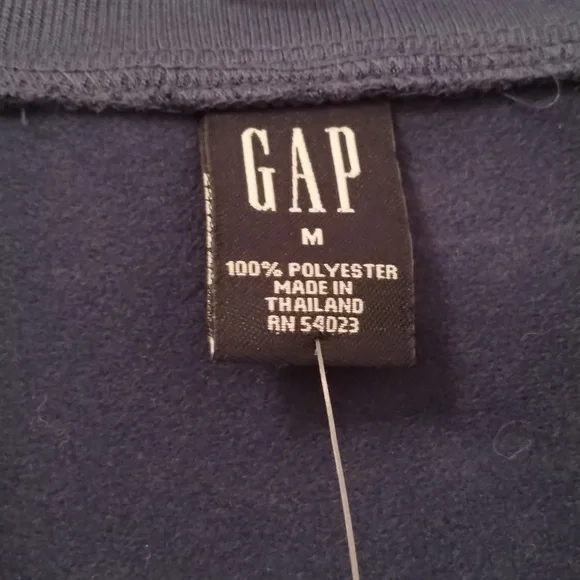 GAP
M
100% POLYESTER
MADE IN
THAILAND
RN 54023